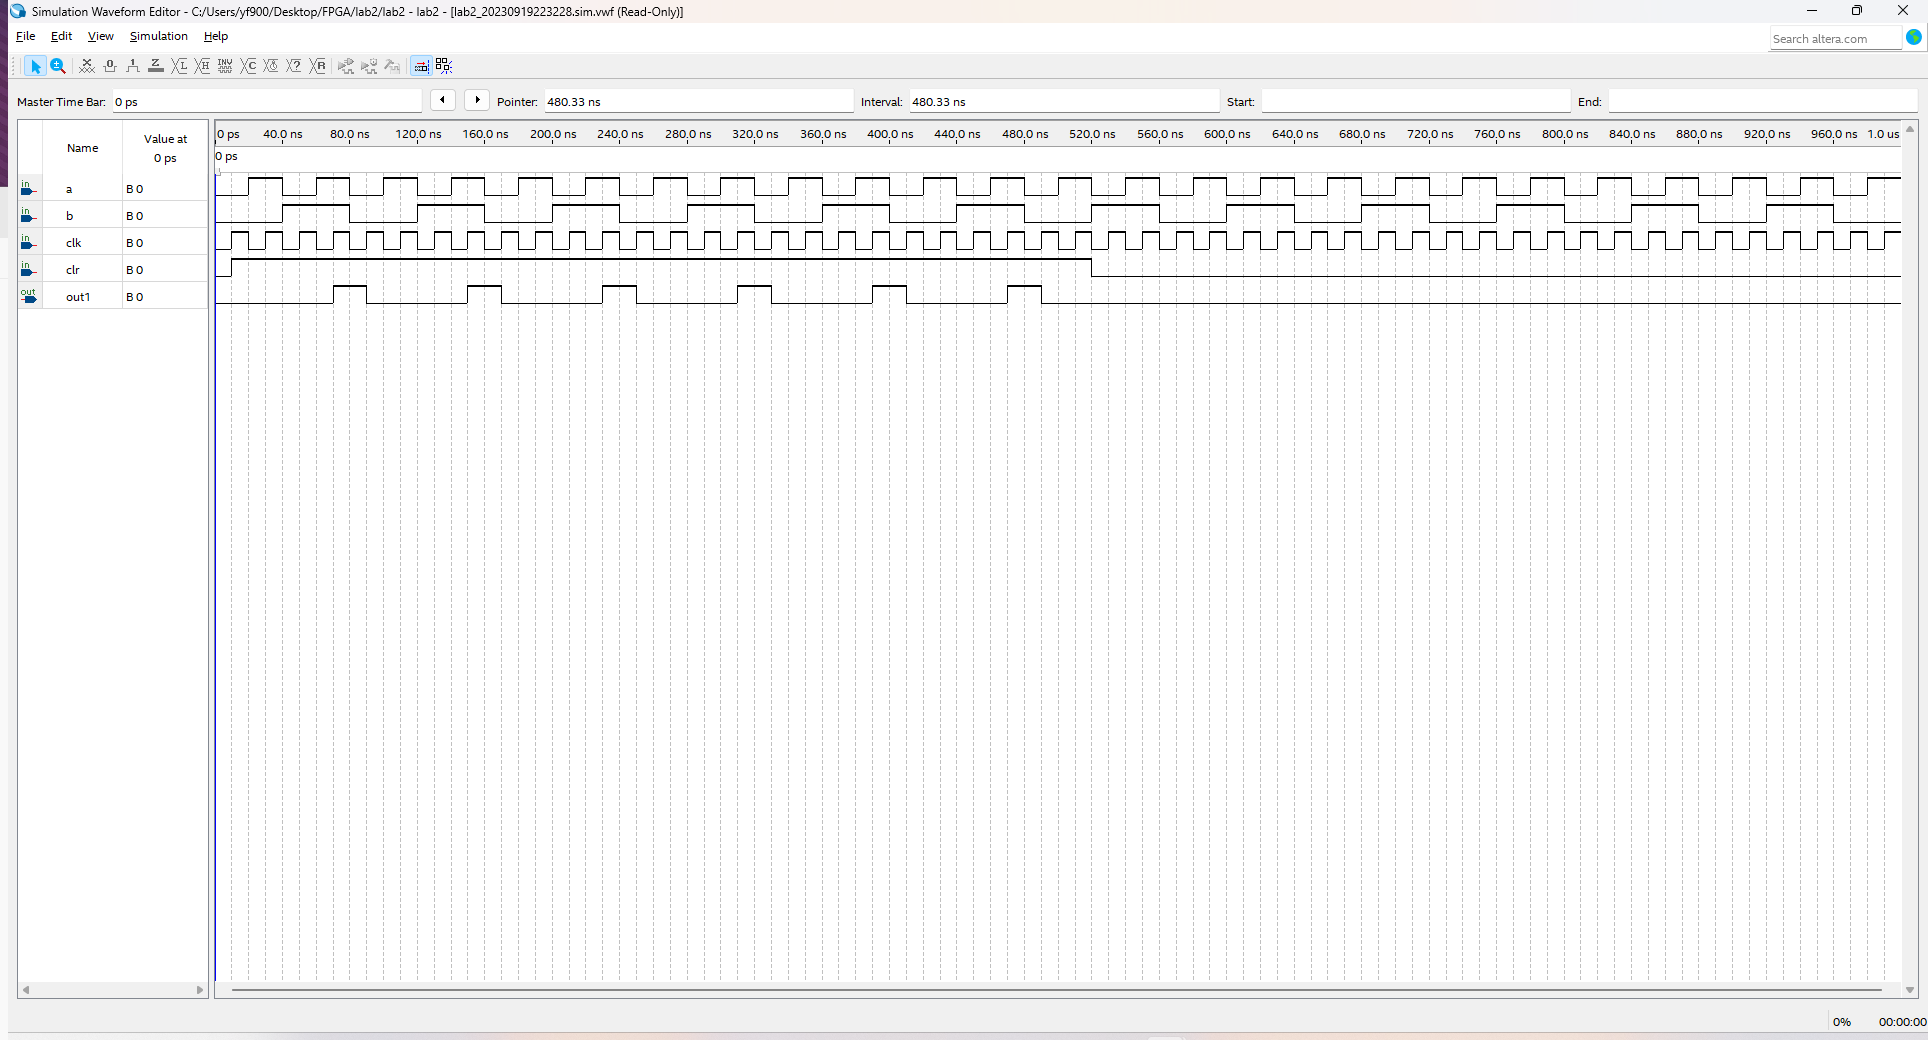 Simulation Waveform Editor - C:/Users/yf900/Desktop/FPGA/lab2/lab2 - lab2 - [lab2_20230919223228.sim.vwf (Read-Only)]
File Edit View Simulation Help
Search altera.com
Master Time Bar: 0 ps Pointer: 480.33 ns Interval: 480.33 ns Start: End:
Name Value at 0 ps
0 ps 40.0 ns 80.0 ns 120.0 ns 160.0 ns 200.0 ns 240.0 ns 280.0 ns 320.0 ns 360.0 ns 400.0 ns 440.0 ns 480.0 ns 520.0 ns 560.0 ns 600.0 ns 640.0 ns 680.0 ns 720.0 ns 760.0 ns 800.0 ns 840.0 ns 880.0 ns 920.0 ns 960.0 ns 1.0 us
0 ps
in a B 0
in b B 0
in clk B 0
in clr B 0
out out1 B 0
0% 00:00:00